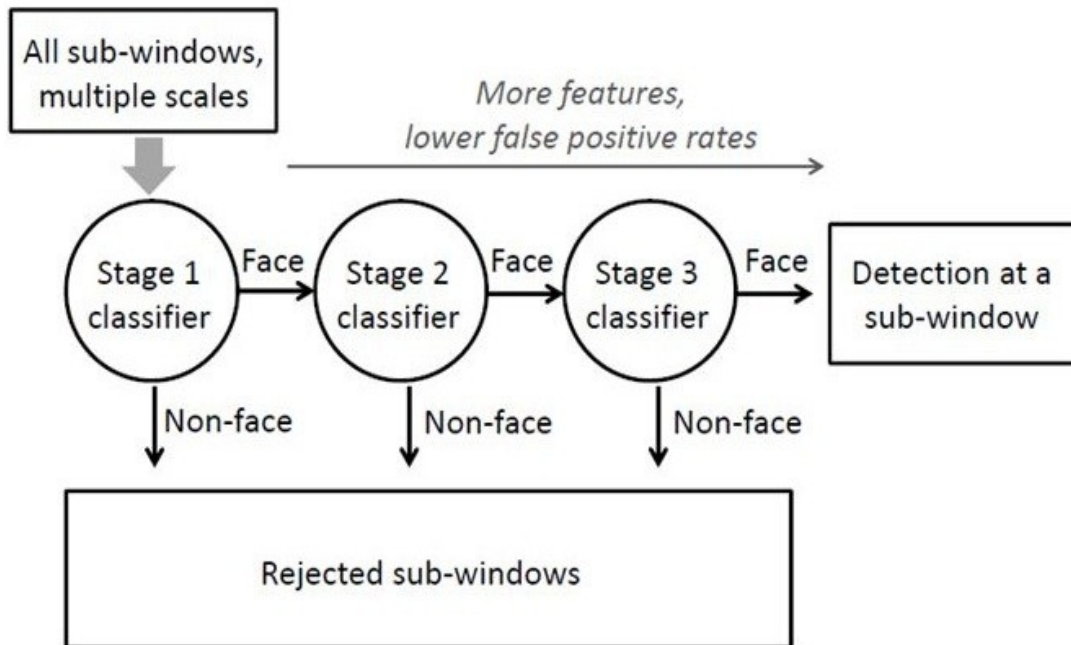 All sub-windows,
multiple scales
More features,
lower false positive rates
Stage 1
classifier
Face
Stage 2
classifier
Face
Stage 3
classifier
Face
Detection at a
sub-window
Non-face
Non-face
Non-face
Rejected sub-windows